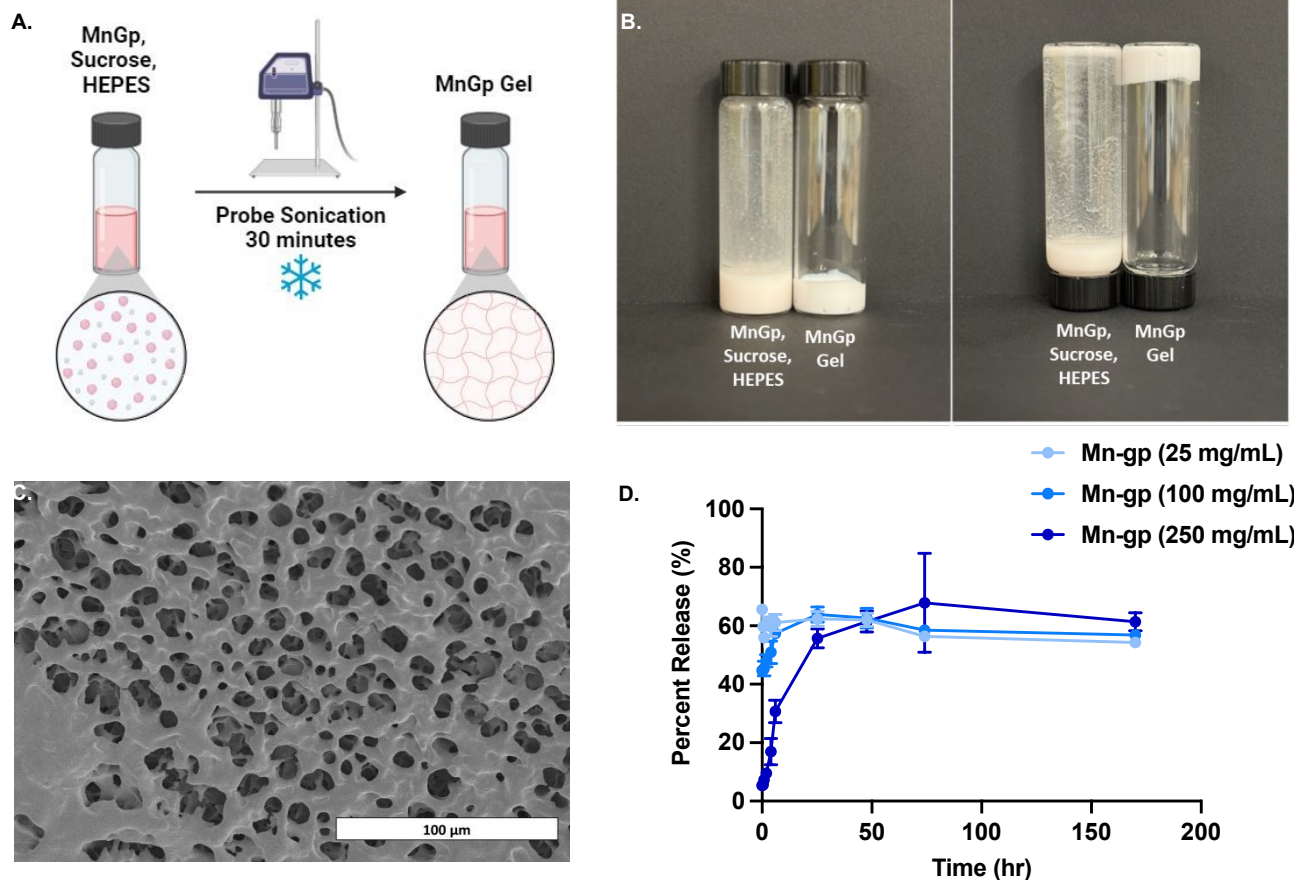 A.
MnGp,
Sucrose,
HEPES
MnGp Gel
Probe Sonication
30 minutes
B.
MnGp,
Sucrose,
HEPES
MnGp
Gel
MnGp,
Sucrose,
HEPES
MnGp
Gel
C.
100 µm
D.
Mn-gp (25 mg/mL)
Mn-gp (100 mg/mL)
Mn-gp (250 mg/mL)
Percent Release (%)
100
80
60
40
20
0
0 50 100 150 200
Time (hr)